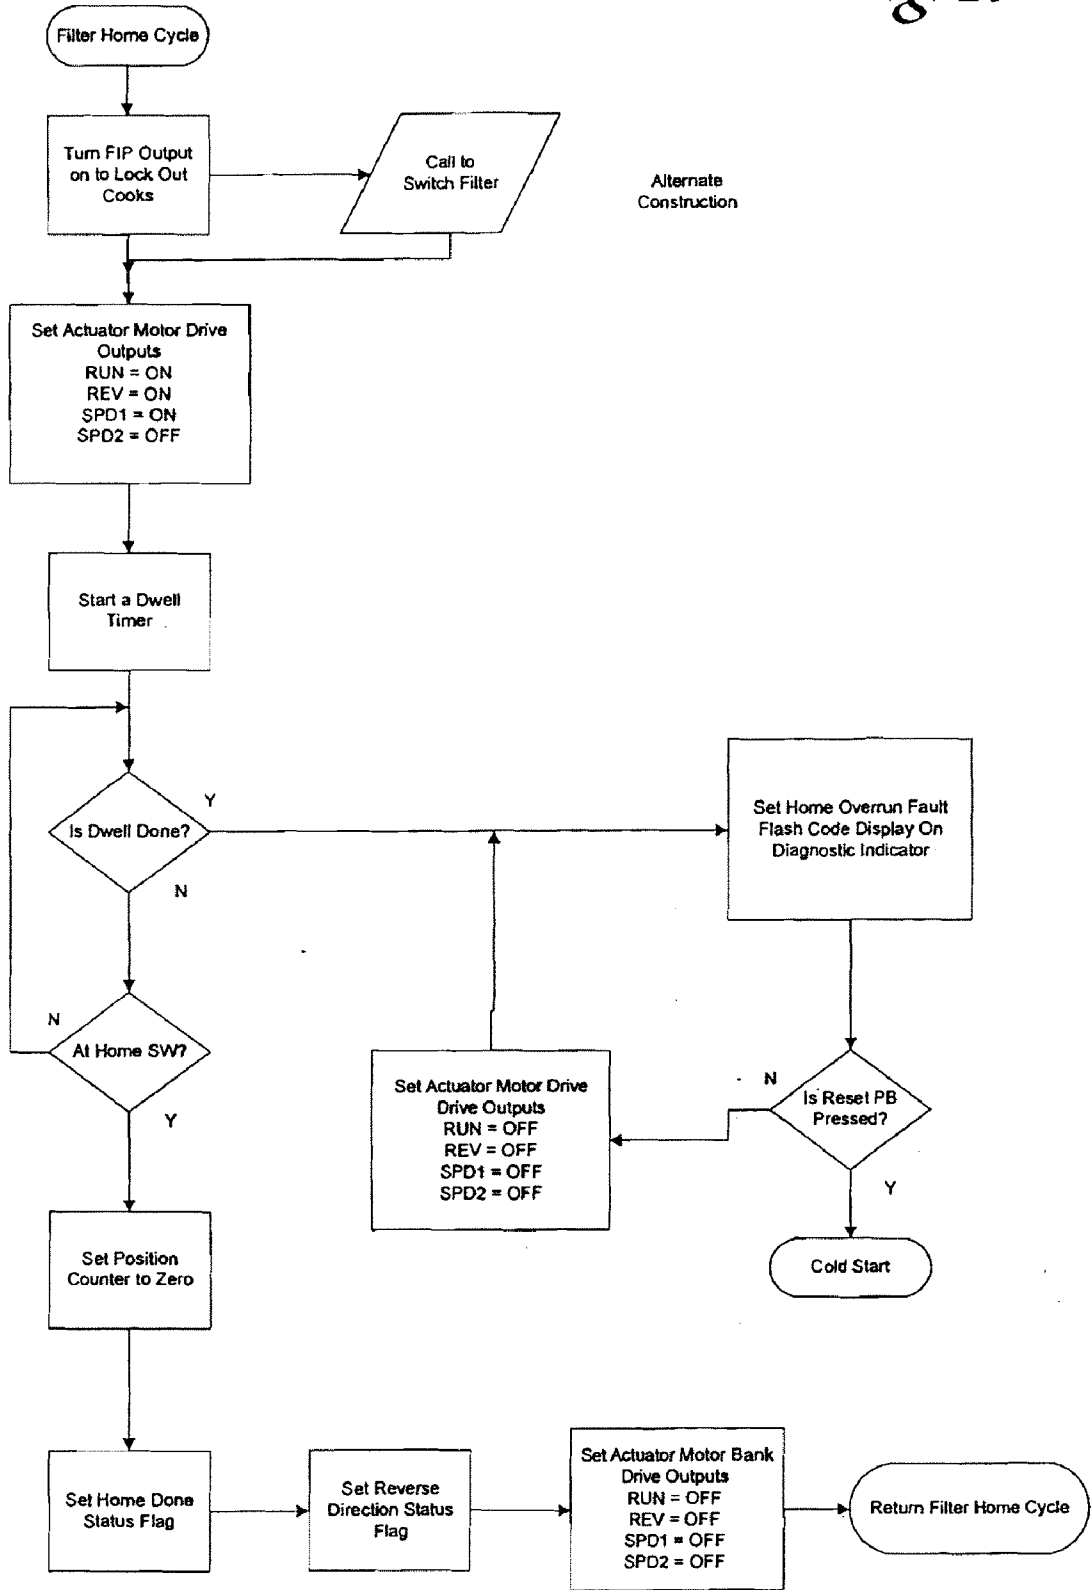 Filter Home Cycle
Turn FIP Output
on to Lock Out
Cooks
Call to
Switch Filter
Alternate
Construction
Set Actuator Motor Drive
Outputs
RUN = ON
REV = ON
SPD1 = ON
SPD2 = OFF
Start a Dwell
Timer
Is Dwell Done?
Y
N
Set Home Overrun Fault
Flash Code Display On
Diagnostic Indicator
At Home SW?
N
Y
Set Actuator Motor Drive
Drive Outputs
RUN = OFF
REV = OFF
SPD1 = OFF
SPD2 = OFF
N
Is Reset PB
Pressed?
Y
Cold Start
Set Position
Counter to Zero
Set Home Done
Status Flag
Set Reverse
Direction Status
Flag
Set Actuator Motor Bank
Drive Outputs
RUN = OFF
REV = OFF
SPD1 = OFF
SPD2 = OFF
Return Filter Home Cycle